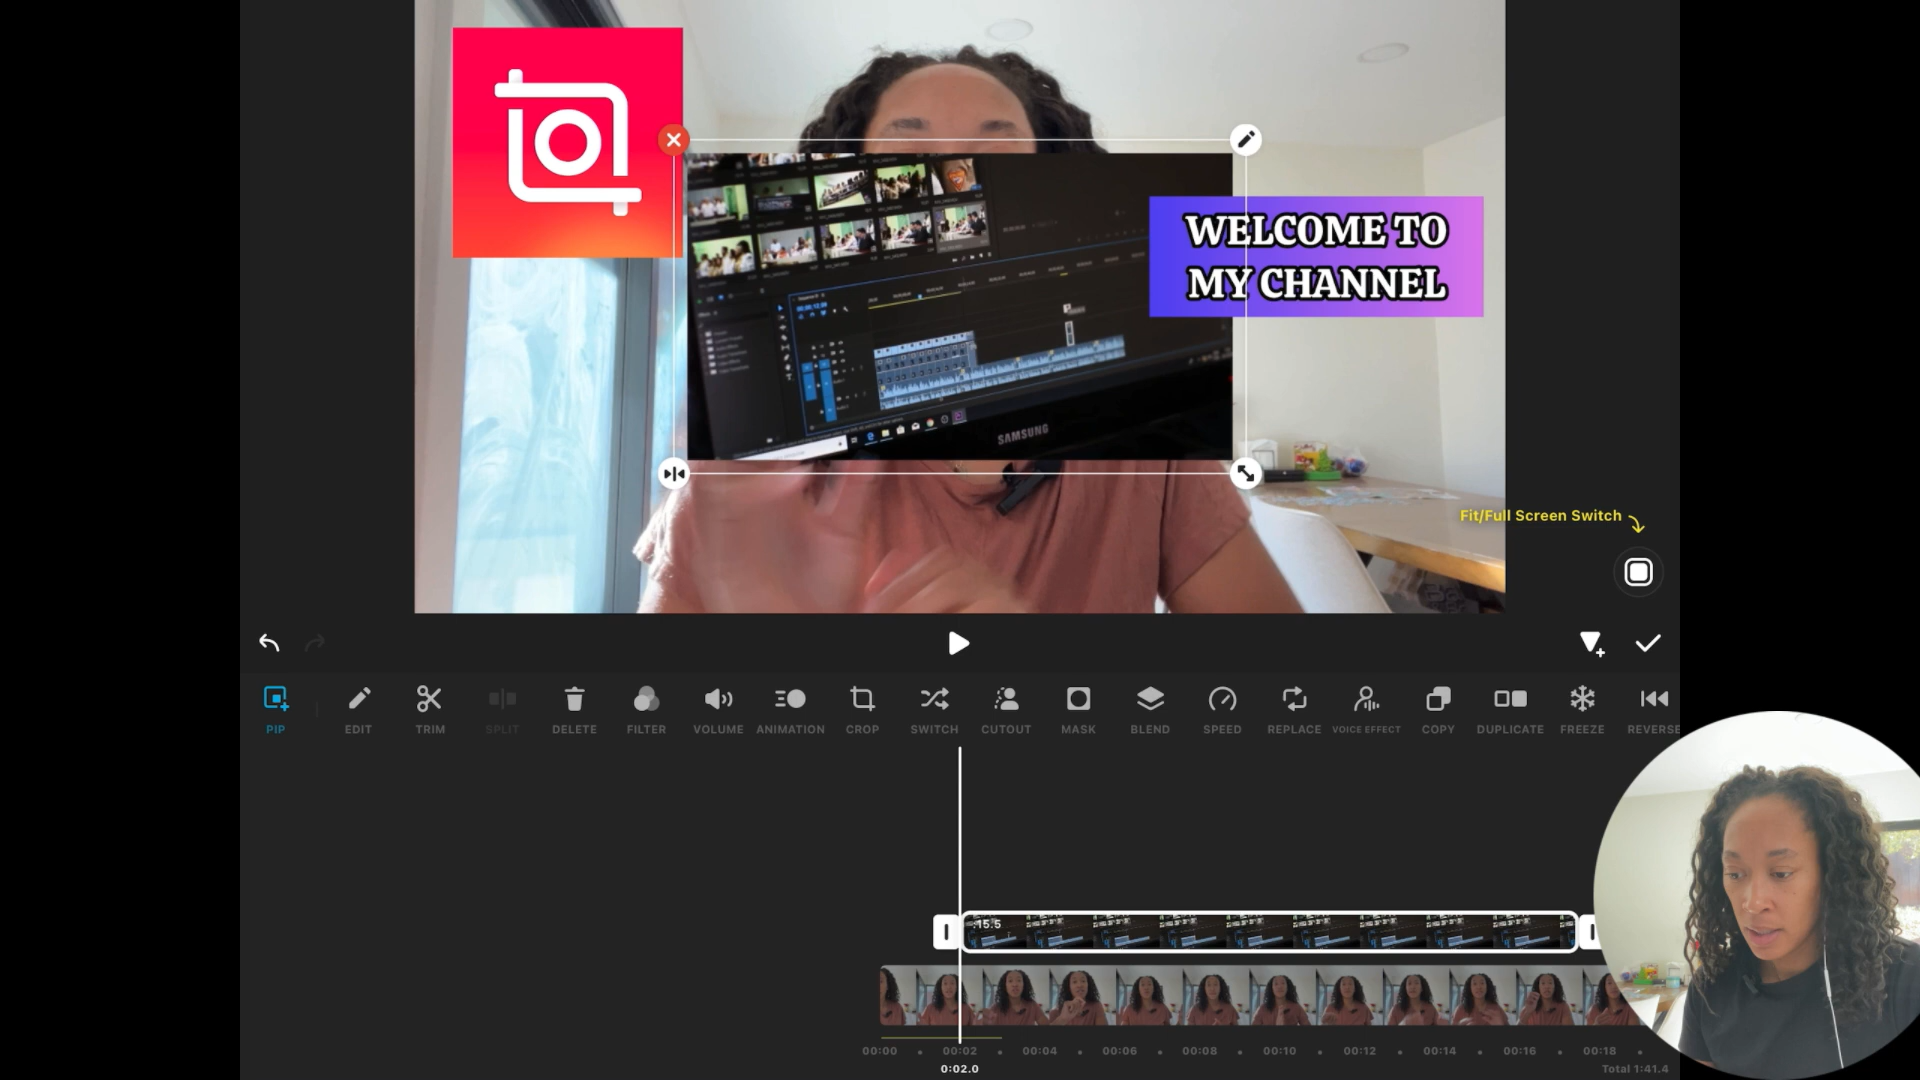 WELCOME TO
MY CHANNEL
SAMSUNG
Fit/Full Screen Switch
PIP
EDIT
TRIM
SPLIT
DELETE
FILTER
VOLUME
ANIMATION
CROP
SWITCH
CUTOUT
MASK
BLEND
SPEED
REPLACE
VOICE EFFECT
COPY
DUPLICATE
FREEZE
REVERSE
:15.5
00:00
00:02
00:04
00:06
00:08
00:10
00:12
00:14
00:16
00:18
0:02.0
Total 1:41.4